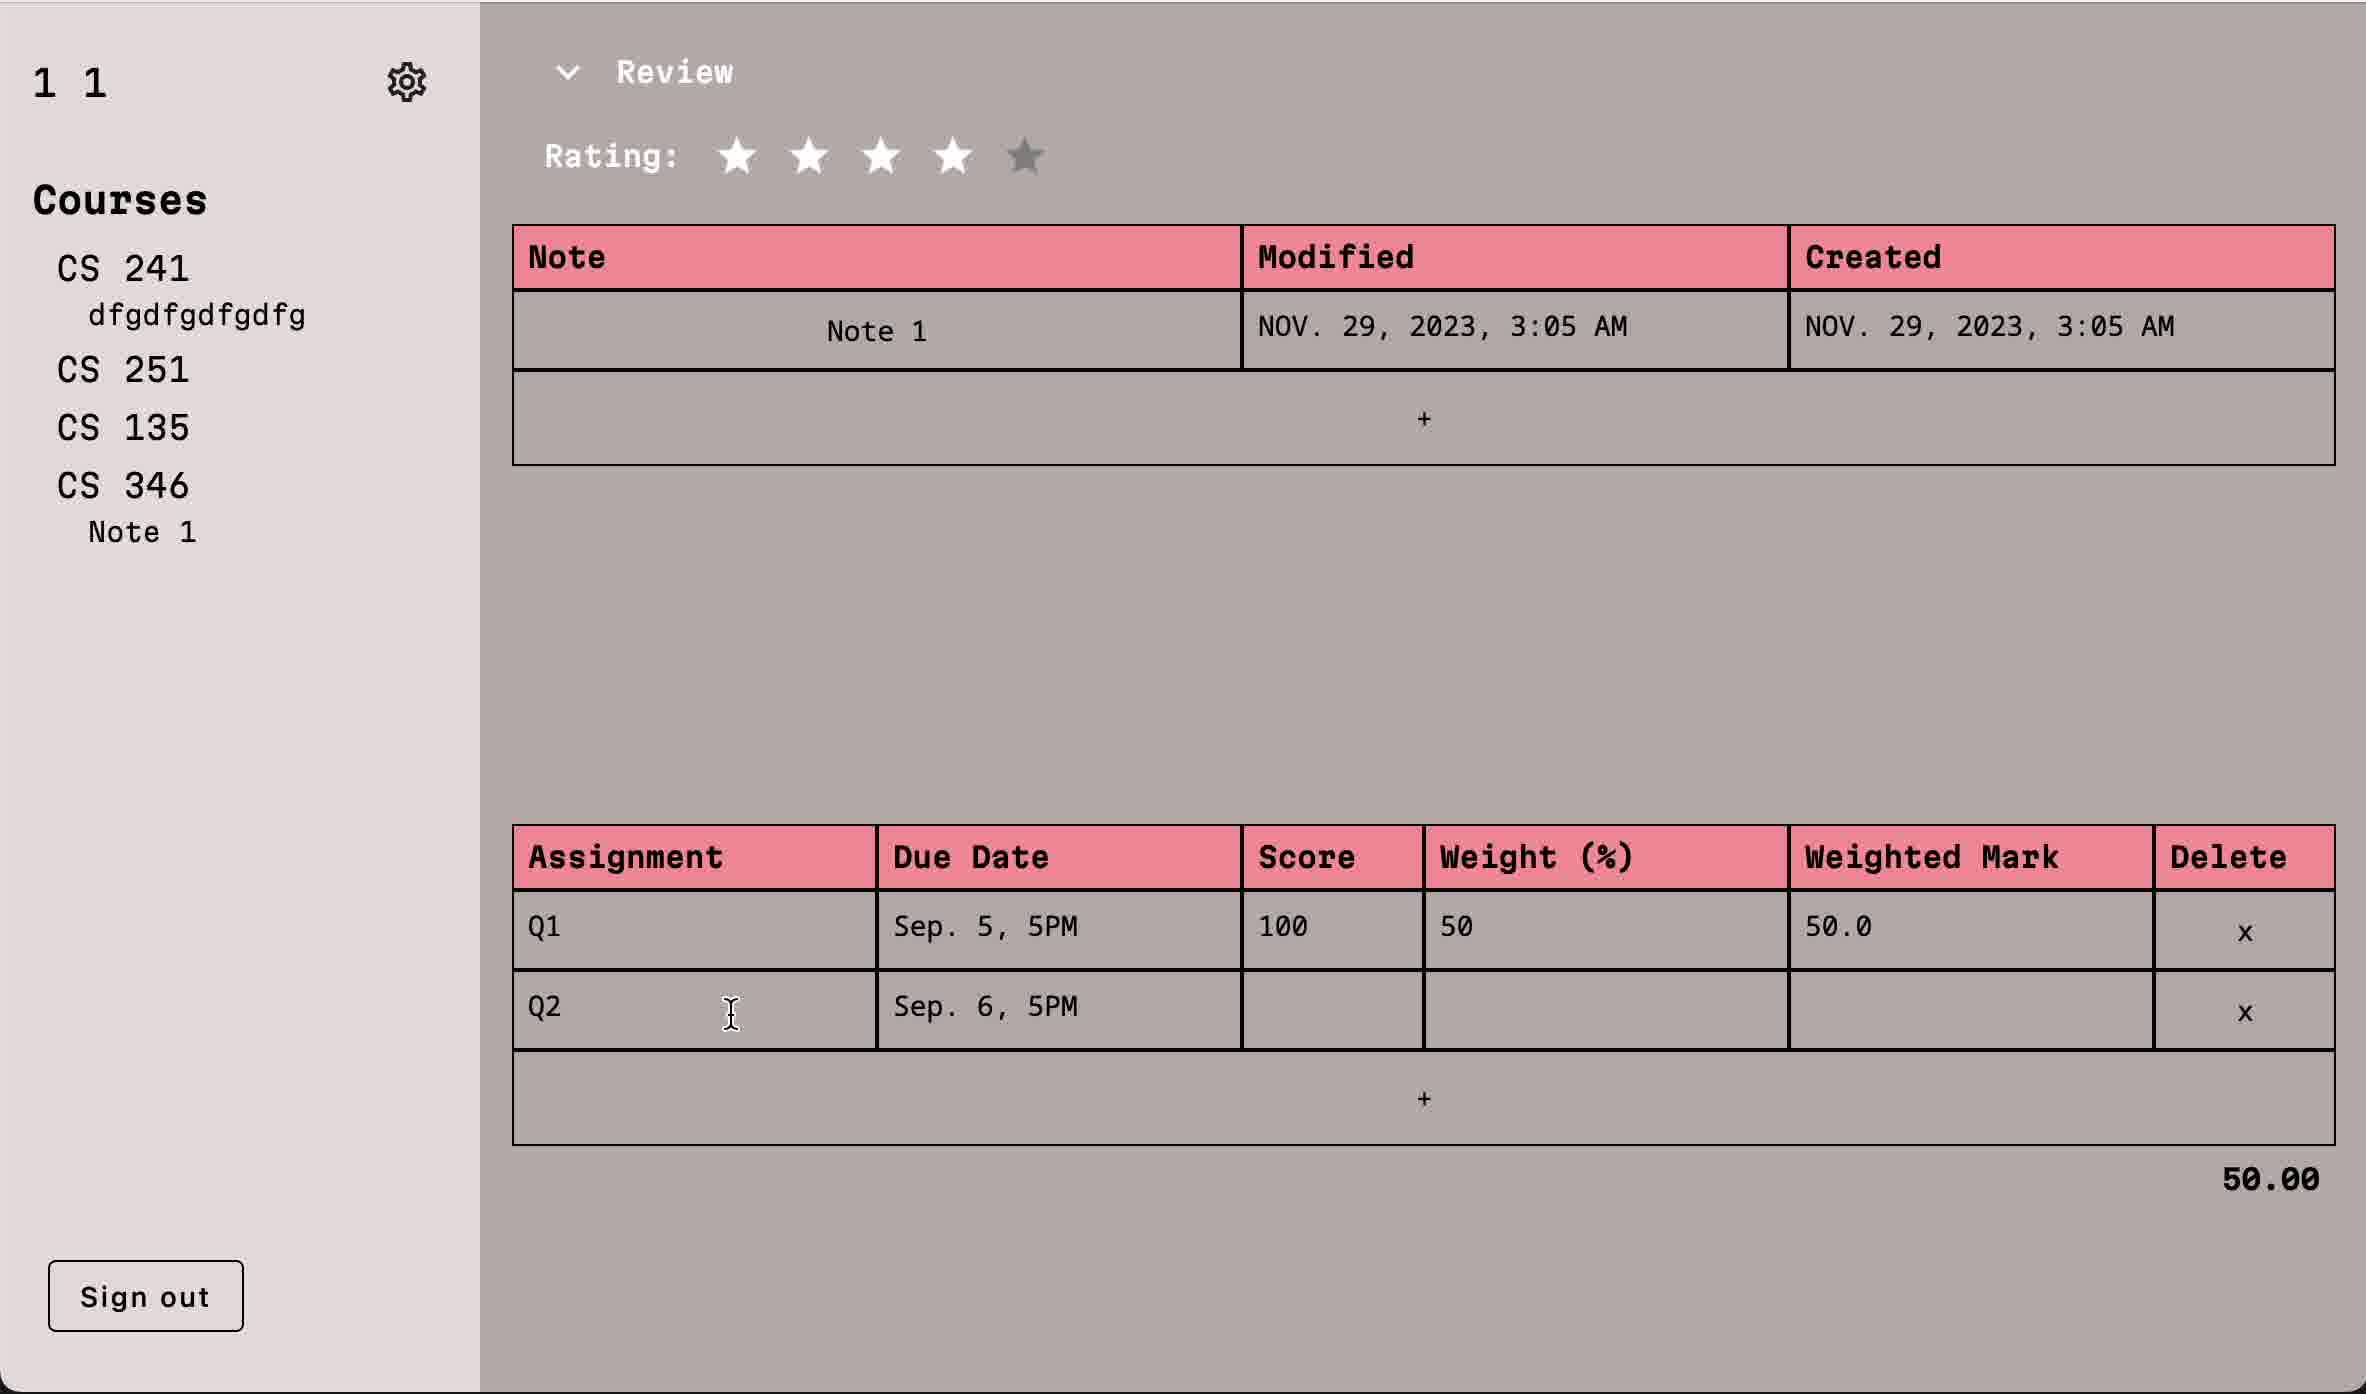 1 1
Courses
CS 241
dfgdfgdfgdfg
CS 251
CS 135
CS 346
Note 1
Sign out
Review
Rating:
Note Modified Created
Note 1 NOV. 29, 2023, 3:05 AM NOV. 29, 2023, 3:05 AM
+
Assignment Due Date Score Weight (%) Weighted Mark Delete
Q1 Sep. 5, 5PM 100 50 50.0 x
Q2 Sep. 6, 5PM x
+
50.00